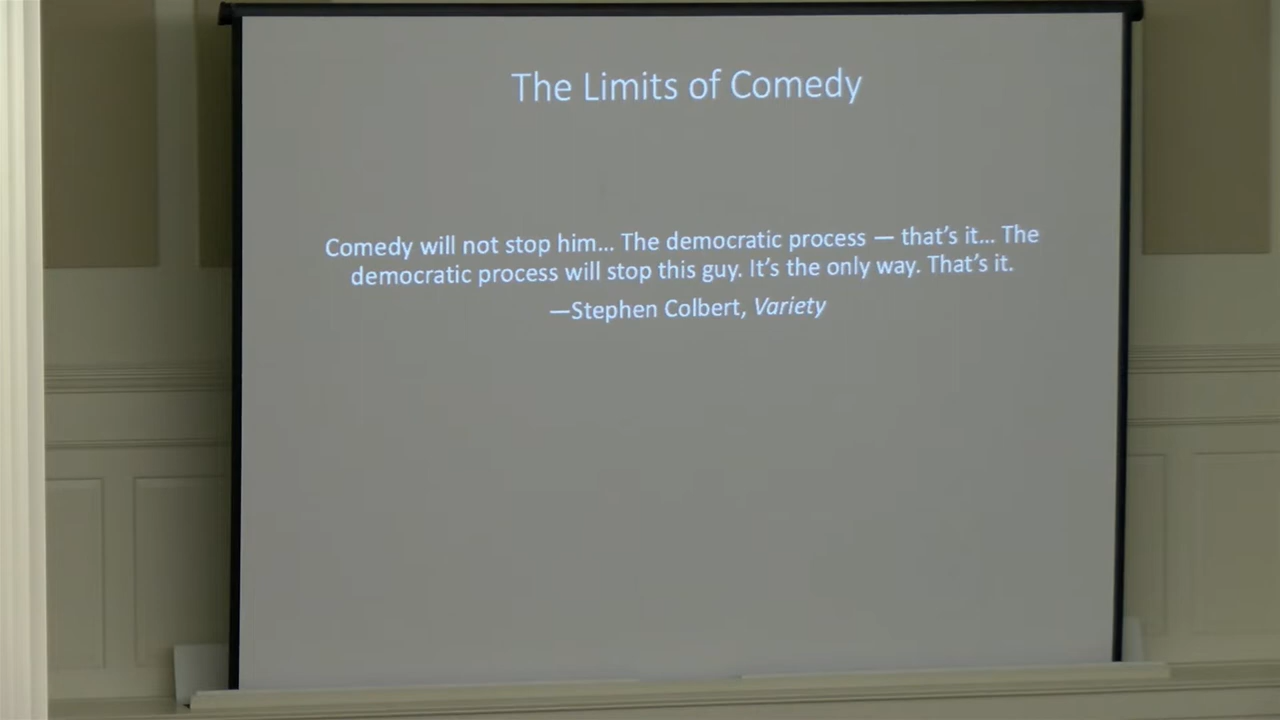 The Limits of Comedy
Comedy will not stop him... The democratic process — that’s it... The
democratic process will stop this guy. It’s the only way. That’s it.
—Stephen Colbert, Variety